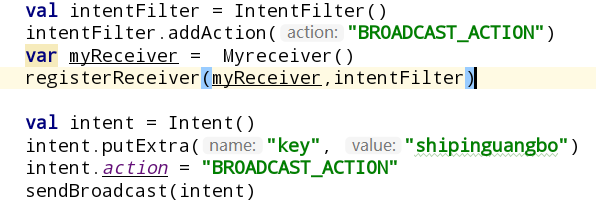 val intentFilter = IntentFilter()
intentFilter.addAction( action: "BROADCAST_ACTION")
var myReceiver =  Myreceiver()
registerReceiver(myReceiver,intentFilter)
val intent = Intent()
intent.putExtra( name: "key", value: "shipinguangbo")
intent.action = "BROADCAST_ACTION"
sendBroadcast(intent)